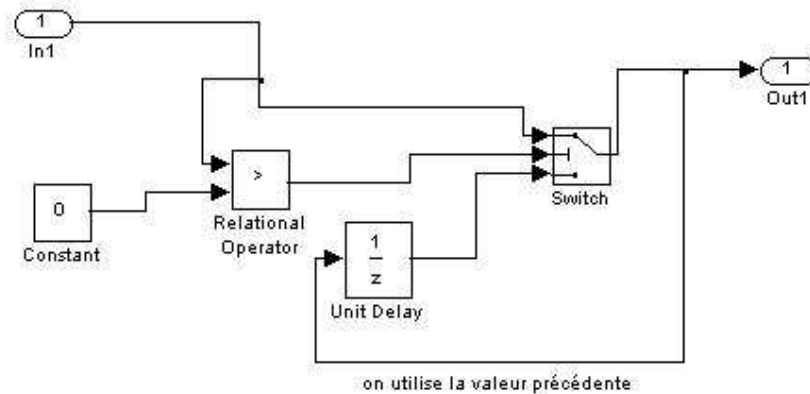 1
In1
1
Out1
>
Relational
Operator
Switch
0
Constant
1
z
Unit Delay
on utilise la valeur précédente